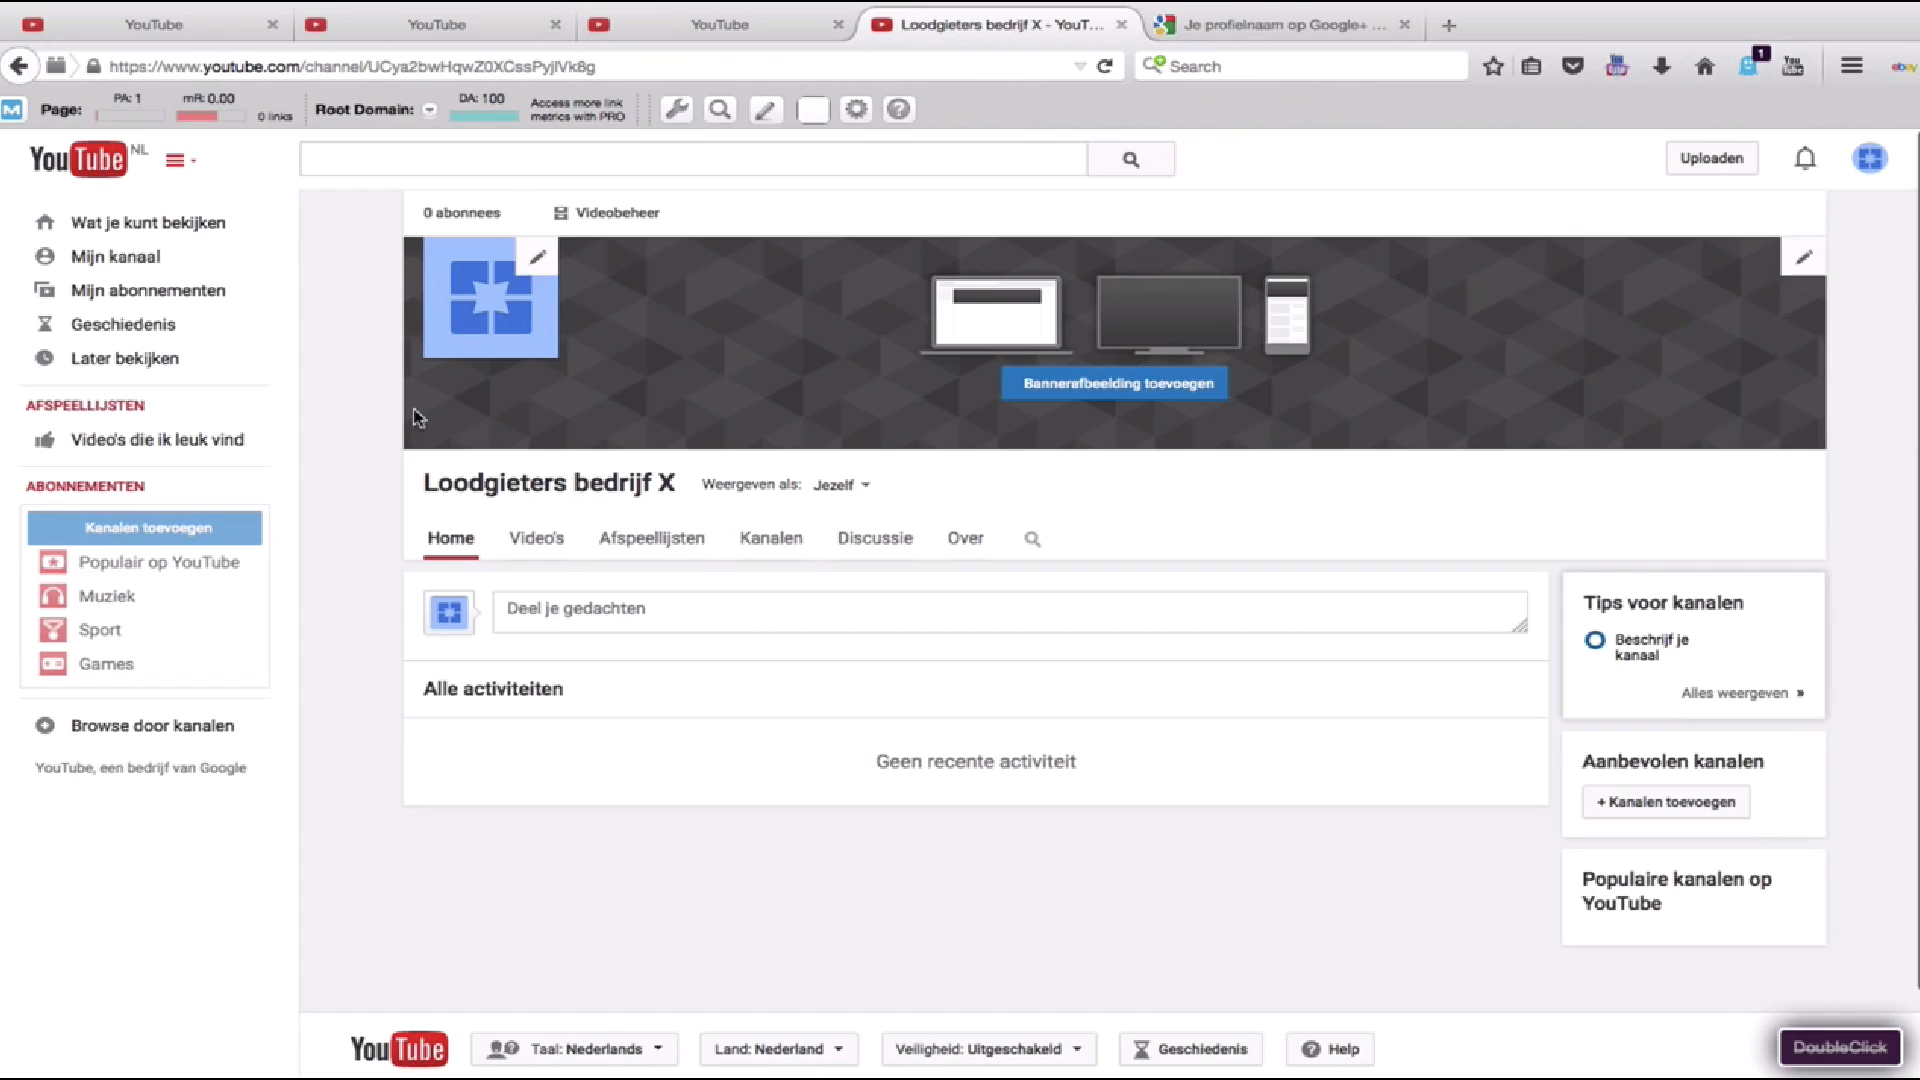 YouTube
YouTube
YouTube
Loodgieters bedrijf X - YouT...
Je profielnaam op Google+ ...
https://www.youtube.com/channel/UCya2bwHqwZ0XCssPyjIVk8g
Search
1
You Tube
ebay
M
Page:
PA: 1
mR: 0.00
0 links
Root Domain:
DA: 100
Access more link metrics with PRO
YouTube NL
Uploaden
Wat je kunt bekijken
Mijn kanaal
Mijn abonnementen
Geschiedenis
Later bekijken
AFSPEELLIJSTEN
Video's die ik leuk vind
ABONNEMENTEN
Kanalen toevoegen
Populair op YouTube
Muziek
Sport
Games
Browse door kanalen
YouTube, een bedrijf van Google
0 abonnees
Videobeheer
Bannerafbeelding toevoegen
Loodgieters bedrijf X
Weergeven als: Jezelf
Home
Video's
Afspeellijsten
Kanalen
Discussie
Over
Deel je gedachten
Alle activiteiten
Geen recente activiteit
Tips voor kanalen
Beschrijf je
kanaal
Alles weergeven »
Aanbevolen kanalen
+ Kanalen toevoegen
Populaire kanalen op
YouTube
YouTube
Taal: Nederlands
Land: Nederland
Veiligheid: Uitgeschakeld
Geschiedenis
Help
DoubleClick